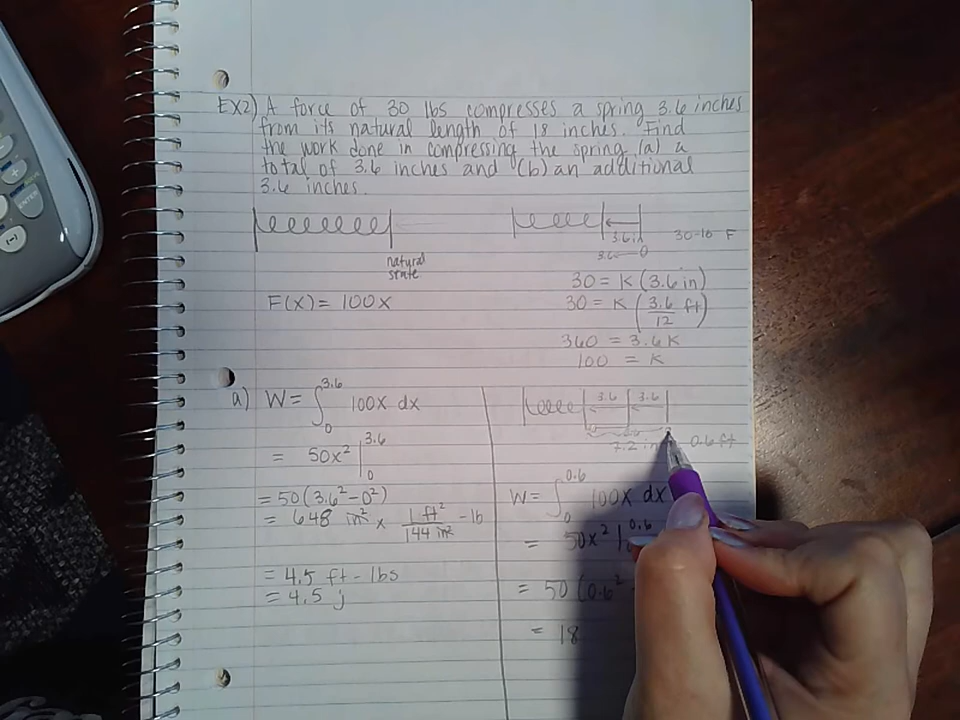 EX2) A force of 30 lbs compresses a spring 3.6 inches
from its natural length of 18 inches. Find
the work done in compressing the spring (a) a
total of 3.6 inches and (b) an additional
3.6 inches.
natural
state
3.6 in
3.6 0
30-lb F
30 = K (3.6 in)
F(X) = 100X
30 = K (3.6/12 ft)
360 = 3.6 K
100 = K
a) W = ∫₀^3.6 100x dx
= 50x² |₀^3.6
= 50(3.6² - 0²)
= 648 in² × 1 ft²/144 in² - lb
= 4.5 ft - lbs
= 4.5 j
3.6 3.6
7.2 in
0.6 ft
W = ∫₀^0.6 100x dx
= 50x² |^0.6
= 50 (0.6²
= 18
ENTER
(-)
+